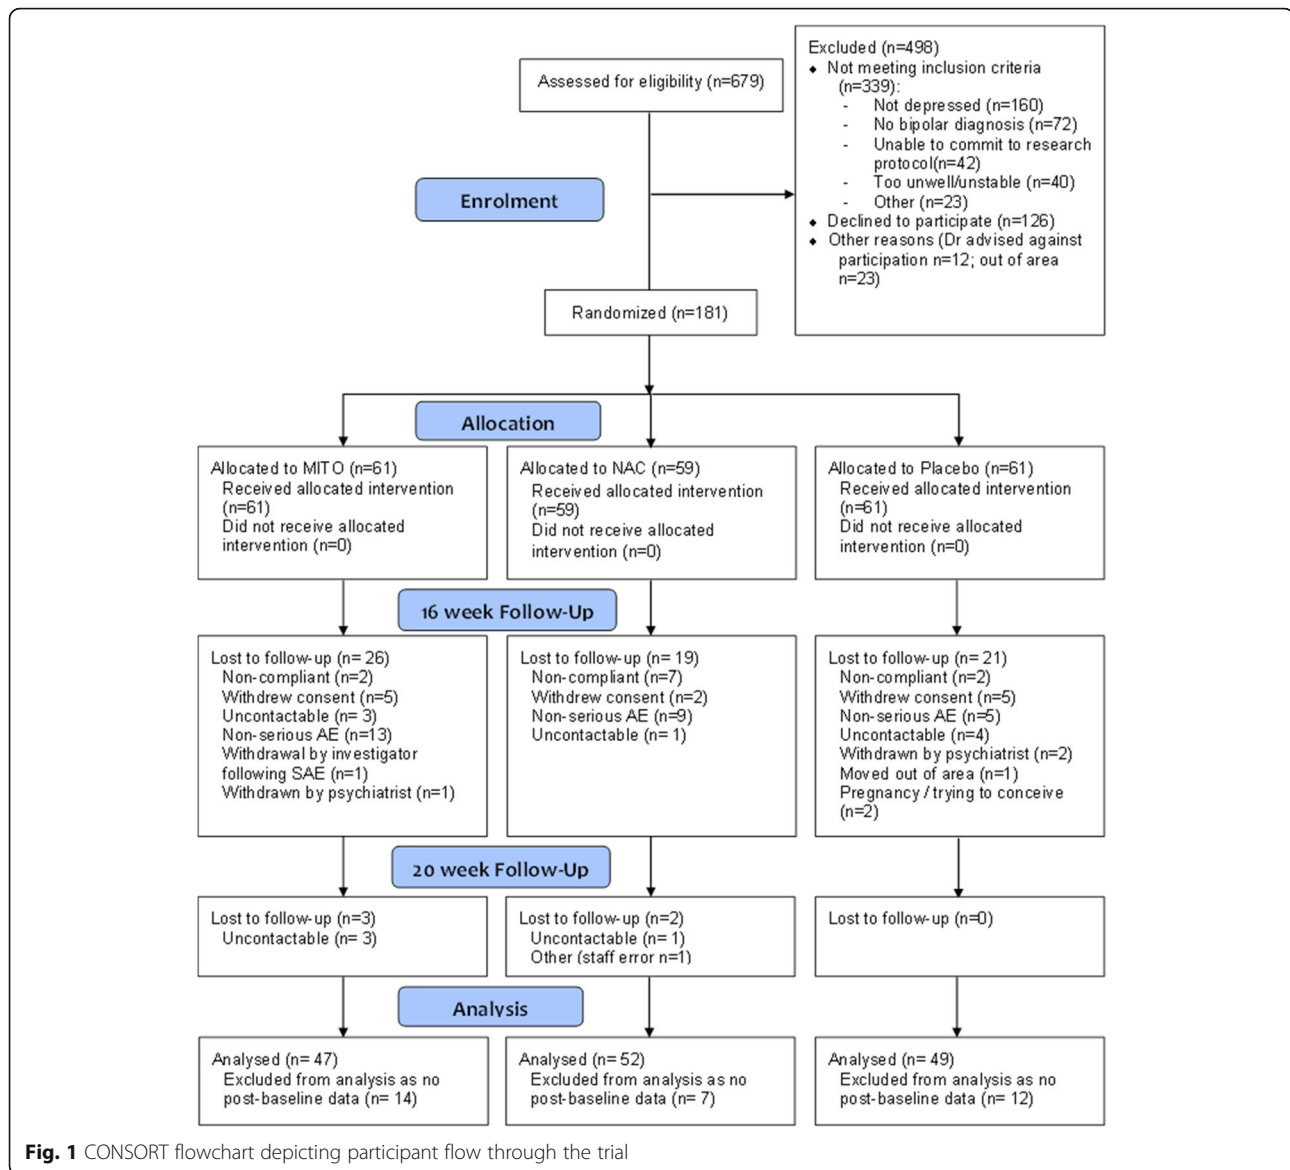 Assessed for eligibility (n=679)
Excluded (n=498)
◆ Not meeting inclusion criteria
(n=339):
- Not depressed (n=160)
- No bipolar diagnosis (n=72)
- Unable to commit to research
protocol(n=42)
- Too unwell/unstable (n=40)
- Other (n=23)
◆ Declined to participate (n=126)
◆ Other reasons (Dr advised against
participation n=12; out of area
n=23)
Enrolment
Randomized (n=181)
Allocation
Allocated to MITO (n=61)
Received allocated intervention
(n=61)
Did not receive allocated
intervention (n=0)
Allocated to NAC (n=59)
Received allocated intervention
(n=59)
Did not receive allocated
intervention (n=0)
Allocated to Placebo (n=61)
Received allocated intervention
(n=61)
Did not receive allocated
intervention (n=0)
16 week Follow-Up
Lost to follow-up (n= 26)
Non-compliant (n=2)
Withdrew consent (n=5)
Uncontactable (n= 3)
Non-serious AE (n=13)
Withdrawal by investigator
following SAE (n=1)
Withdrawn by psychiatrist (n=1)
Lost to follow-up (n= 19)
Non-compliant (n=7)
Withdrew consent (n=2)
Non-serious AE (n=9)
Uncontactable (n= 1)
Lost to follow-up (n= 21)
Non-compliant (n=2)
Withdrew consent (n=5)
Non-serious AE (n=5)
Uncontactable (n=4)
Withdrawn by psychiatrist (n=2)
Moved out of area (n=1)
Pregnancy / trying to conceive
(n=2)
20 week Follow-Up
Lost to follow-up (n=3)
Uncontactable (n= 3)
Lost to follow-up (n=2)
Uncontactable (n= 1)
Other (staff error n=1)
Lost to follow-up (n=0)
Analysis
Analysed (n= 47)
Excluded from analysis as no
post-baseline data (n= 14)
Analysed (n= 52)
Excluded from analysis as no
post-baseline data (n= 7)
Analysed (n= 49)
Excluded from analysis as no
post-baseline data (n= 12)
Fig. 1 CONSORT flowchart depicting participant flow through the trial